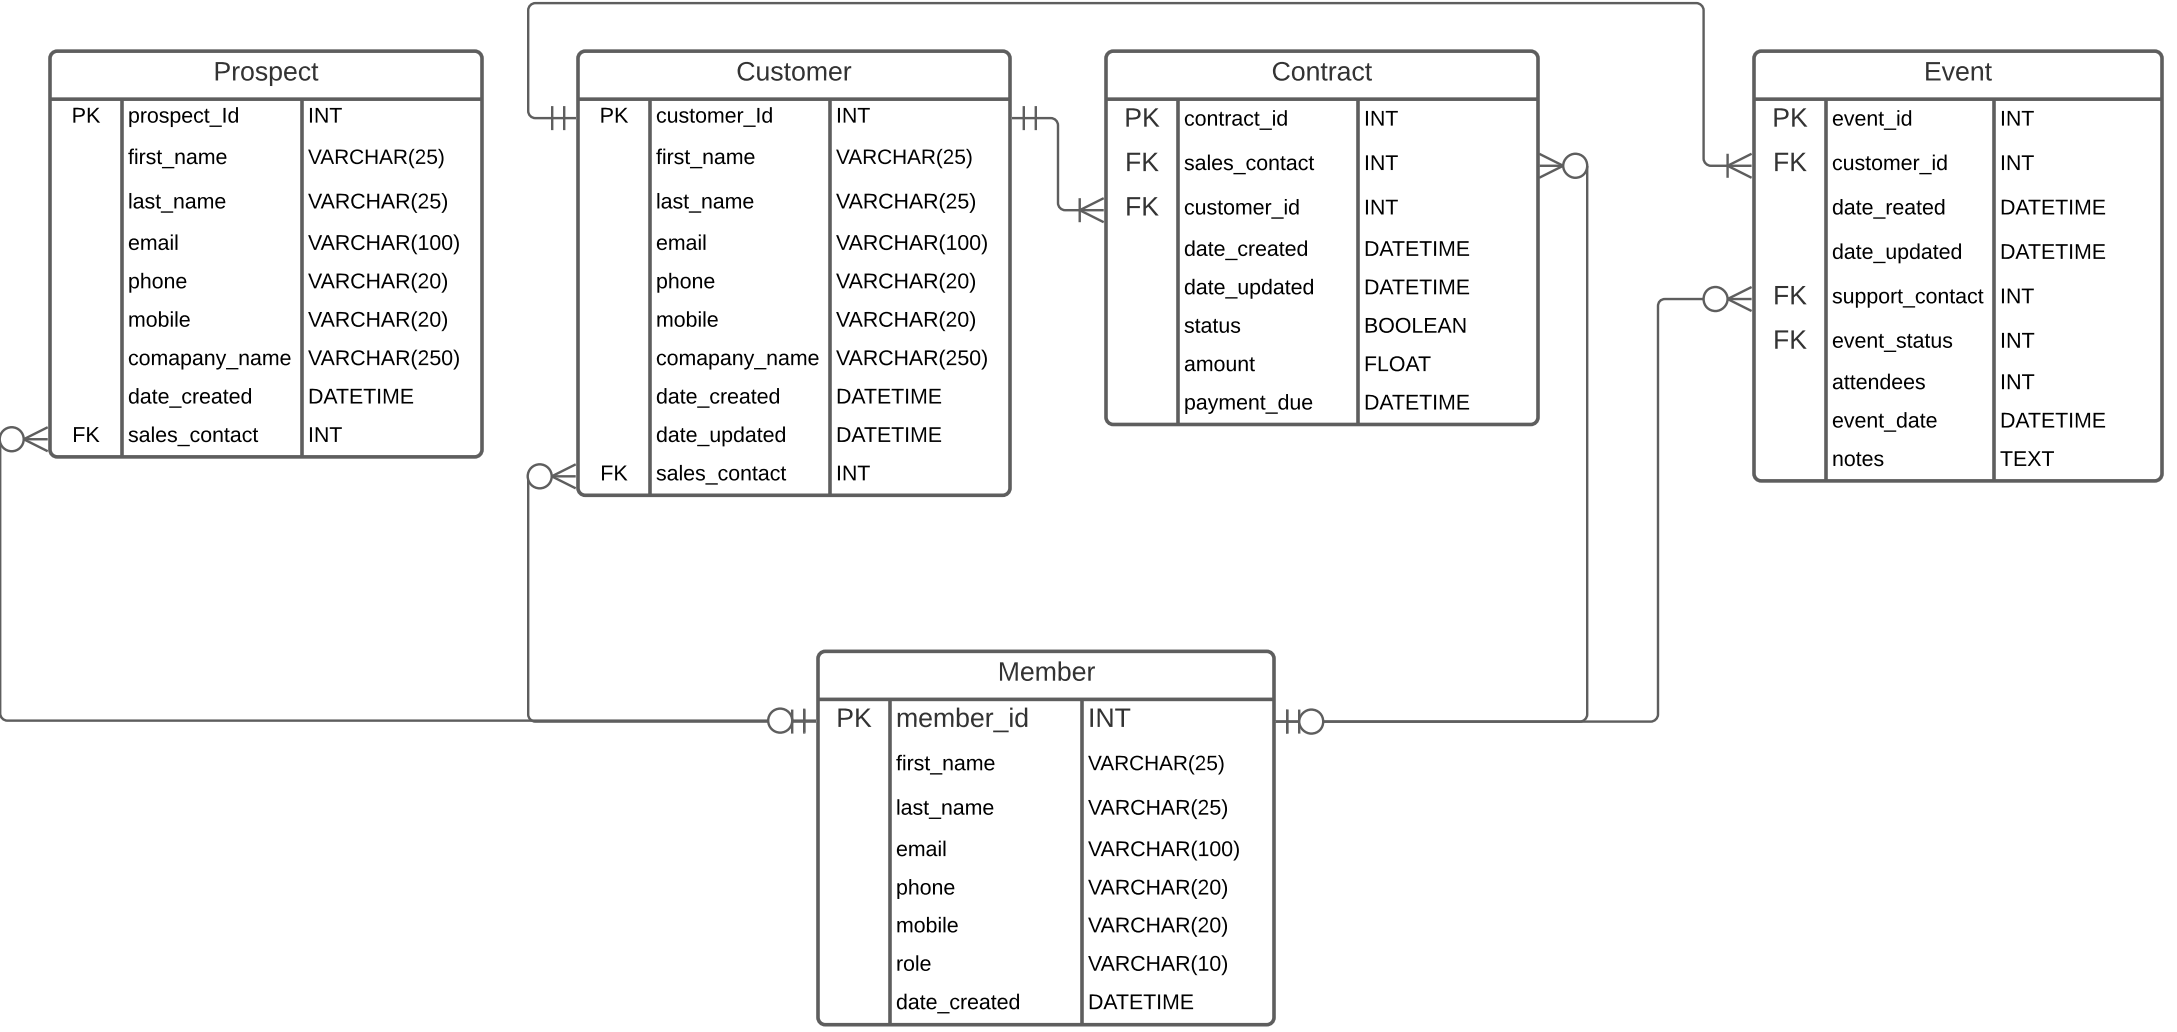 Prospect
PK prospect_Id INT
first_name VARCHAR(25)
last_name VARCHAR(25)
email VARCHAR(100)
phone VARCHAR(20)
mobile VARCHAR(20)
comapany_name VARCHAR(250)
date_created DATETIME
FK sales_contact INT
Customer
PK customer_Id INT
first_name VARCHAR(25)
last_name VARCHAR(25)
email VARCHAR(100)
phone VARCHAR(20)
mobile VARCHAR(20)
comapany_name VARCHAR(250)
date_created DATETIME
date_updated DATETIME
FK sales_contact INT
Contract
PK contract_id INT
FK sales_contact INT
FK customer_id INT
date_created DATETIME
date_updated DATETIME
status BOOLEAN
amount FLOAT
payment_due DATETIME
Event
PK event_id INT
FK customer_id INT
date_reated DATETIME
date_updated DATETIME
FK support_contact INT
FK event_status INT
attendees INT
event_date DATETIME
notes TEXT
Member
PK member_id INT
first_name VARCHAR(25)
last_name VARCHAR(25)
email VARCHAR(100)
phone VARCHAR(20)
mobile VARCHAR(20)
role VARCHAR(10)
date_created DATETIME